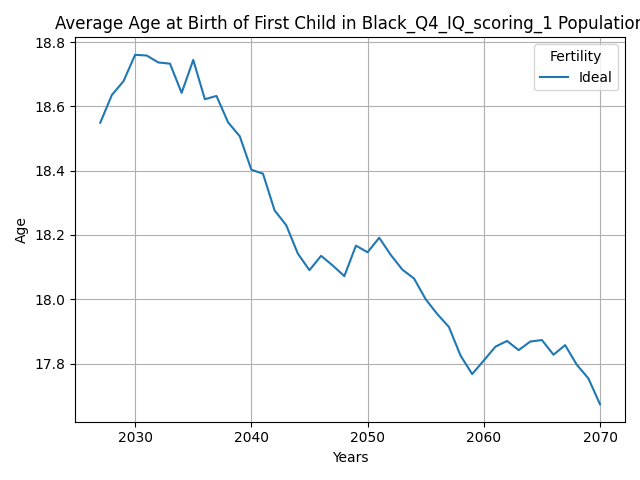 Average Age at Birth of First Child in Black_Q4_IQ_scoring_1 Population
Fertility
Ideal
18.8
18.6
18.4
18.2
18.0
17.8
Age
2030 2040 2050 2060 2070
Years